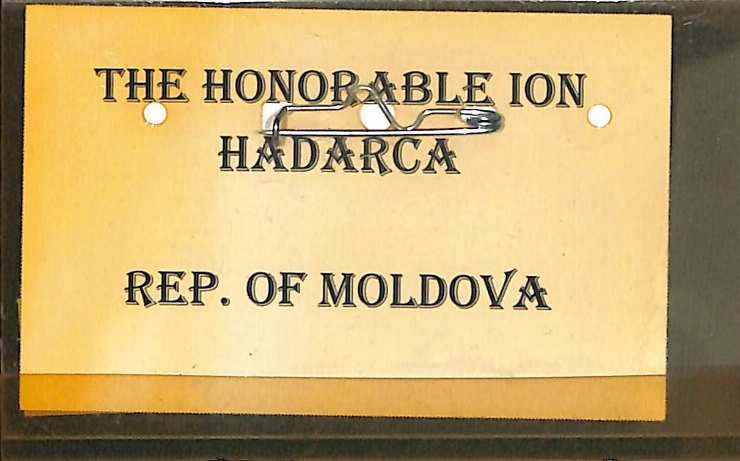 THE HONORABLE ION
HADARCA
REP. OF MOLDOVA